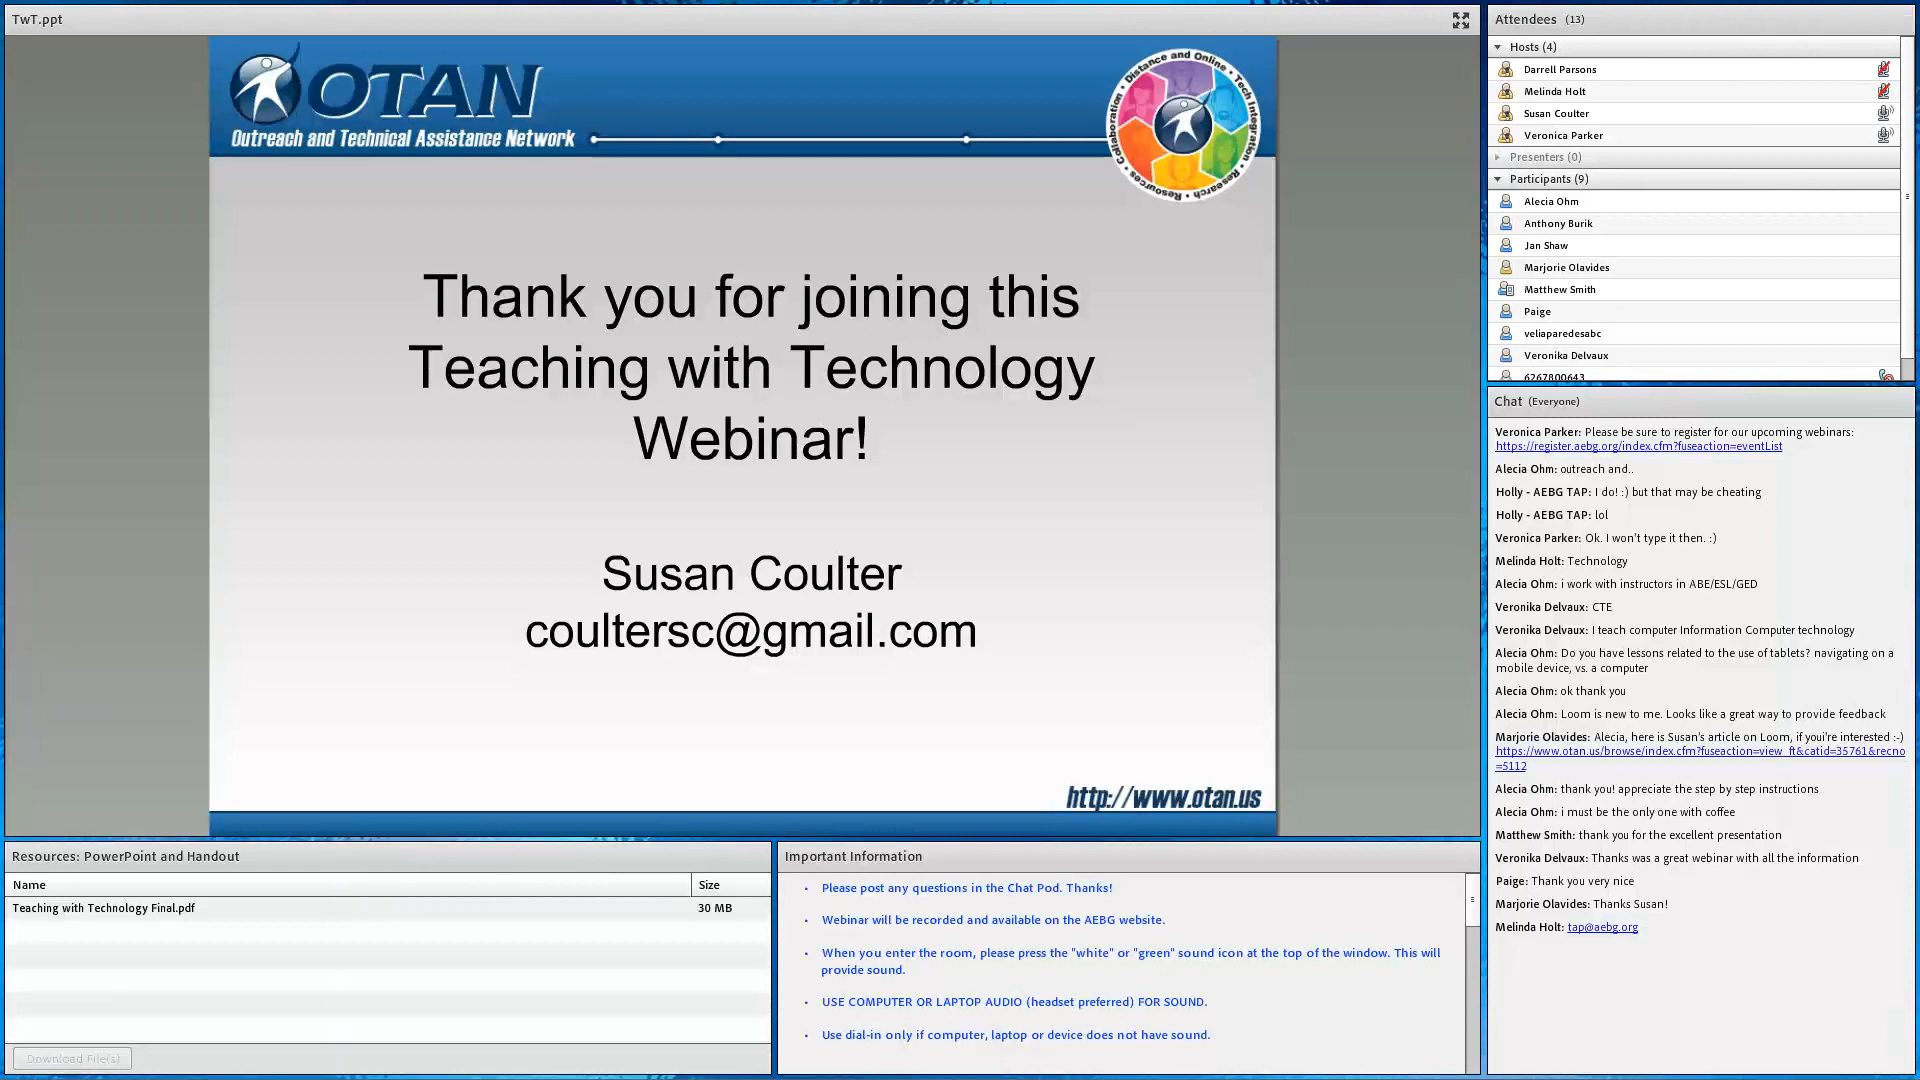 TwT.ppt
OTAN
Outreach and Technical Assistance Network
Collaboration • Distance and Online • Tech Integration • Research • Resources •
Thank you for joining this
Teaching with Technology
Webinar!
Susan Coulter
coultersc@gmail.com
http://www.otan.us
Attendees (13)
Hosts (4)
Darrell Parsons
Melinda Holt
Susan Coulter
Veronica Parker
Presenters (0)
Participants (9)
Alecia Ohm
Anthony Burik
Jan Shaw
Marjorie Olavides
Matthew Smith
Paige
veliaparedesabc
Veronika Delvaux
6267800643
Chat (Everyone)
Veronica Parker: Please be sure to register for our upcoming webinars:
https://register.aebg.org/index.cfm?fuseaction=eventList
Alecia Ohm: outreach and..
Holly - AEBG TAP: I do! :) but that may be cheating
Holly - AEBG TAP: lol
Veronica Parker: Ok. I won't type it then. :)
Melinda Holt: Technology
Alecia Ohm: i work with instructors in ABE/ESL/GED
Veronika Delvaux: CTE
Veronika Delvaux: I teach computer Information Computer technology
Alecia Ohm: Do you have lessons related to the use of tablets? navigating on a
mobile device, vs. a computer
Alecia Ohm: ok thank you
Alecia Ohm: Loom is new to me. Looks like a great way to provide feedback
Marjorie Olavides: Alecia, here is Susan's article on Loom, if youi're interested :-)
https://www.otan.us/browse/index.cfm?fuseaction=view_ft&catid=35761&recno
=5112
Alecia Ohm: thank you! appreciate the step by step instructions
Alecia Ohm: i must be the only one with coffee
Matthew Smith: thank you for the excellent presentation
Veronika Delvaux: Thanks was a great webinar with all the information
Paige: Thank you very nice
Marjorie Olavides: Thanks Susan!
Melinda Holt: tap@aebg.org
Resources: PowerPoint and Handout
Name Size
Teaching with Technology Final.pdf 30 MB
Download File(s)
Important Information
• Please post any questions in the Chat Pod. Thanks!
• Webinar will be recorded and available on the AEBG website.
• When you enter the room, please press the "white" or "green" sound icon at the top of the window. This will
provide sound.
• USE COMPUTER OR LAPTOP AUDIO (headset preferred) FOR SOUND.
• Use dial-in only if computer, laptop or device does not have sound.